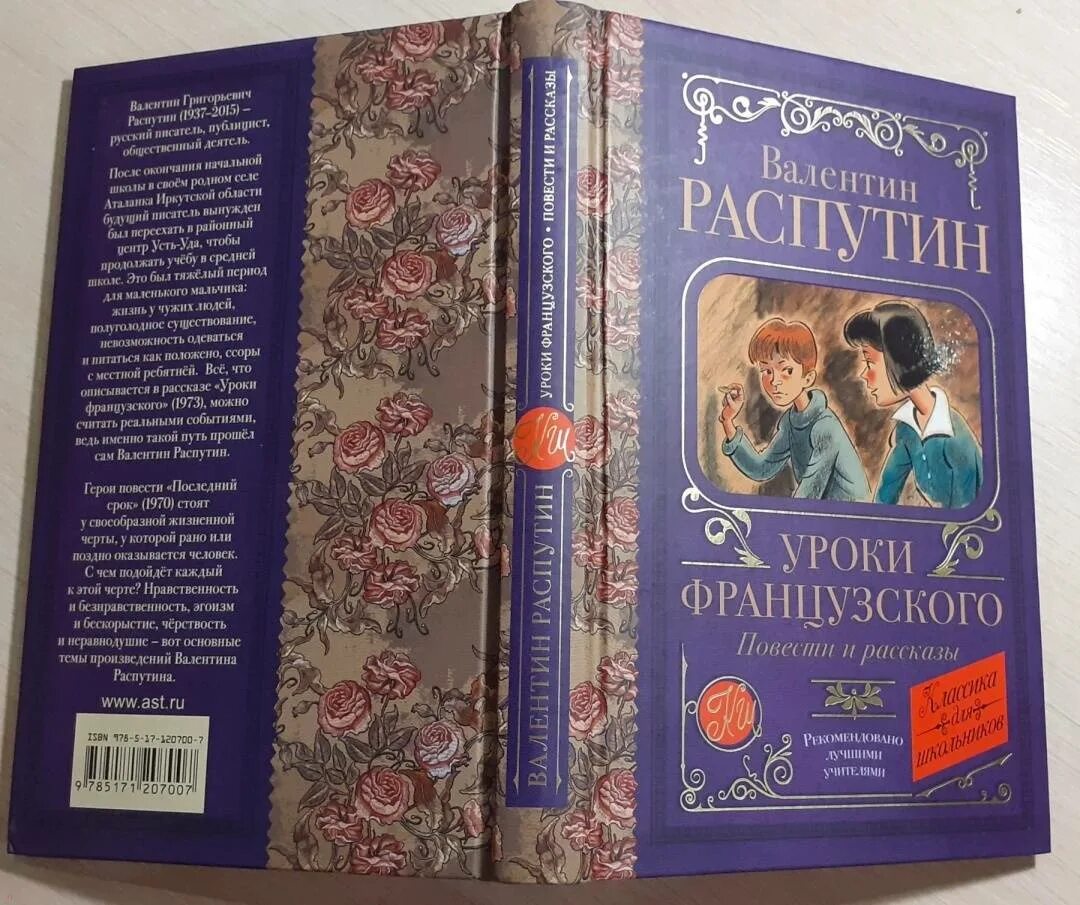 Валентин Григорьевич
Распутин (1937–2015) –
русский писатель, публицист,
общественный деятель.
После окончания начальной
школы в своём родном селе
Аталанка Иркутской области
будущий писатель вынужден
был переехать в районный
центр Усть-Уда, чтобы
продолжать учёбу в средней
школе. Это был тяжёлый период
для маленького мальчика:
жизнь у чужих людей,
полуголодное существование,
невозможность одеваться
и питаться как положено, ссоры
с местной ребятнёй. Всё, что
описывается в рассказе «Уроки
французского» (1973), можно
считать реальными событиями,
ведь именно такой путь прошёл
сам Валентин Распутин.
Герои повести «Последний
срок» (1970) стоят
у своеобразной жизненной
черты, у которой рано или
поздно оказывается человек.
С чем подойдёт каждый
к этой черте? Нравственность
и безнравственность, эгоизм
и бескорыстие, чёрствость
и неравнодушие – вот основные
темы произведений Валентина
Распутина.
www.ast.ru
ISBN 978-5-17-120700-7
9 785171 207007
ВАЛЕНТИН РАСПУТИН
КШ
УРОКИ ФРАНЦУЗСКОГО • ПОВЕСТИ И РАССКАЗЫ
Валентин
РАСПУТИН
УРОКИ
ФРАНЦУЗСКОГО
Повести и рассказы
КШ
Рекомендовано
лучшими
учителями
Классика
для
школьников